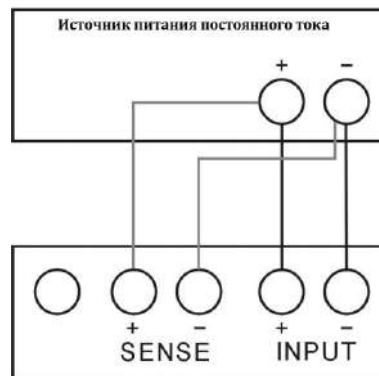 Источник питания постоянного тока
+ −
+ − + −
SENSE INPUT